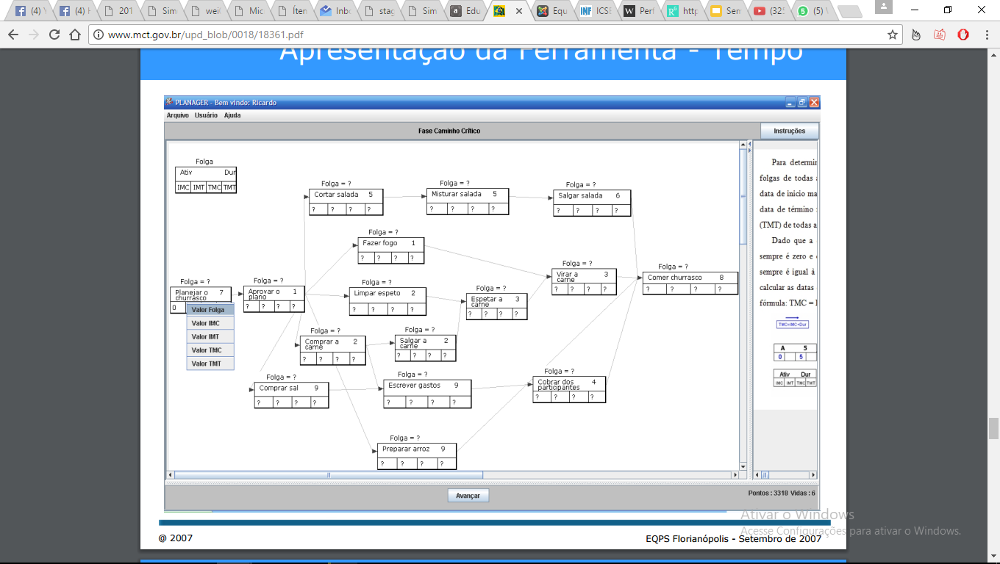 (4) Y
(4) H
201
Sim
wei
Mic
Íten
Inbo
stag
Sim
Edu
Equ
ICSE
Perf
http
Sem
(325
(5)
www.mct.gov.br/upd_blob/0018/18361.pdf
Apresentação da Ferramenta - Tempo
PLANAGER - Bem vindo: Ricardo
Arquivo Usuário Ajuda
Fase Caminho Crítico
Instruções
Folga
Ativ Dur
IMC IMT TMC TMT
Folga = ?
Cortar salada 5
? ? ? ?
Folga = ?
Misturar salada 5
? ? ? ?
Folga = ?
Salgar salada 6
? ? ? ?
Folga = ?
Fazer fogo 1
? ? ? ?
Folga = ?
Virar a 3
carne
? ? ? ?
Folga = ?
Comer churrasco 8
? ? ? ?
Folga = ?
Planejar o 7
churrasco
0
Valor Folga
Valor IMC
Valor IMT
Valor TMC
Valor TMT
Folga = ?
Aprovar o 1
plano
? ? ? ?
Folga = ?
Limpar espeto 2
? ? ? ?
Folga = ?
Espetar a 3
carne
? ? ? ?
Folga = ?
Comprar a 2
carne
? ? ? ?
Folga = ?
Salgar a 2
carne
? ? ? ?
Folga = ?
Comprar sal 9
? ? ? ?
Folga = ?
Escrever gastos 9
? ? ? ?
Folga = ?
Cobrar dos 4
participantes
? ? ? ?
Folga = ?
Preparar arroz 9
? ? ? ?
Para determin
folgas de todas
data de inicio ma
data de término
(TMT) de todas a
Dado que a
sempre é zero e
sempre é igual à
calcular as datas
fórmula: TMC =
TMC=IMC+Dur
A 5
0 5
Ativ Dur
IMC IMT TMC TMT
Avançar
Pontos : 3318 Vidas : 6
Ativar o Windows
Acesse Configurações para ativar o Windows.
@ 2007
EQPS Florianópolis - Setembro de 2007